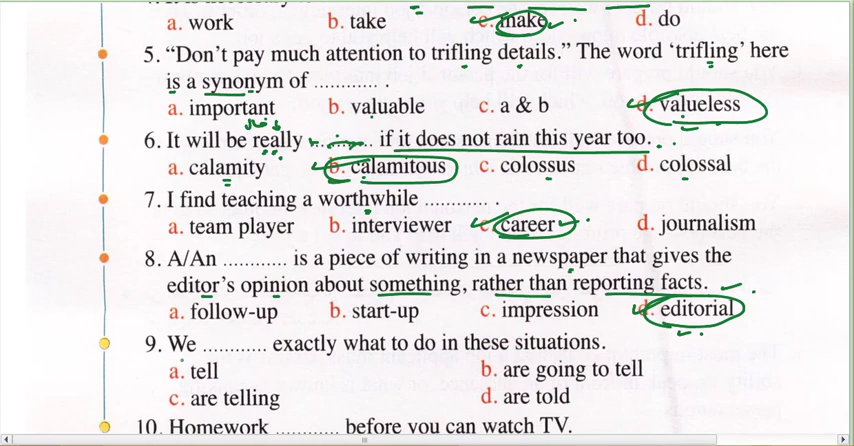 a. work b. take c. make d. do
5. “Don't pay much attention to trifling details.” The word ‘trifling’ here
is a synonym of ............ .
a. important b. valuable c. a & b d. valueless
6. It will be really ............ if it does not rain this year too.
a. calamity b. calamitous c. colossus d. colossal
7. I find teaching a worthwhile ............ .
a. team player b. interviewer c. career d. journalism
8. A/An ............ is a piece of writing in a newspaper that gives the
editor's opinion about something, rather than reporting facts.
a. follow-up b. start-up c. impression d. editorial
9. We ............ exactly what to do in these situations.
a. tell b. are going to tell
c. are telling d. are told
10. Homework ............ before you can watch TV.